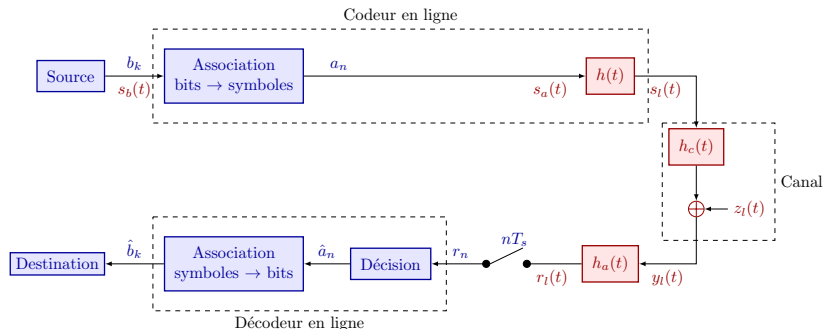 Codeur en ligne
Source
b_k
s_b(t)
Association
bits → symboles
a_n
s_a(t)
h(t)
s_l(t)
h_c(t)
Canal
z_l(t)
Destination
b̂_k
Association
symboles → bits
â_n
Décision
r_n
nT_s
r_l(t)
h_a(t)
y_l(t)
Décodeur en ligne